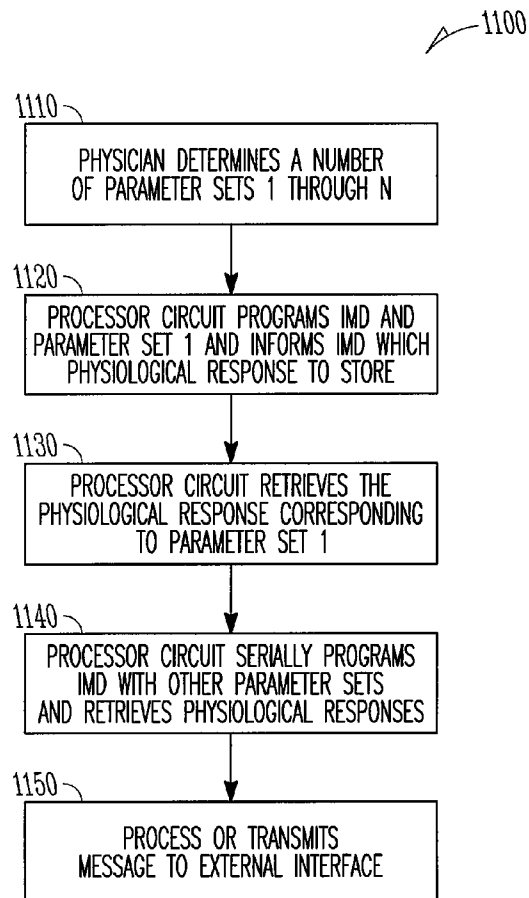 1100
1110
PHYSICIAN DETERMINES A NUMBER
OF PARAMETER SETS 1 THROUGH N
1120
PROCESSOR CIRCUIT PROGRAMS IMD AND
PARAMETER SET 1 AND INFORMS IMD WHICH
PHYSIOLOGICAL RESPONSE TO STORE
1130
PROCESSOR CIRCUIT RETRIEVES THE
PHYSIOLOGICAL RESPONSE CORRESPONDING
TO PARAMETER SET 1
1140
PROCESSOR CIRCUIT SERIALLY PROGRAMS
IMD WITH OTHER PARAMETER SETS
AND RETRIEVES PHYSIOLOGICAL RESPONSES
1150
PROCESS OR TRANSMITS
MESSAGE TO EXTERNAL INTERFACE